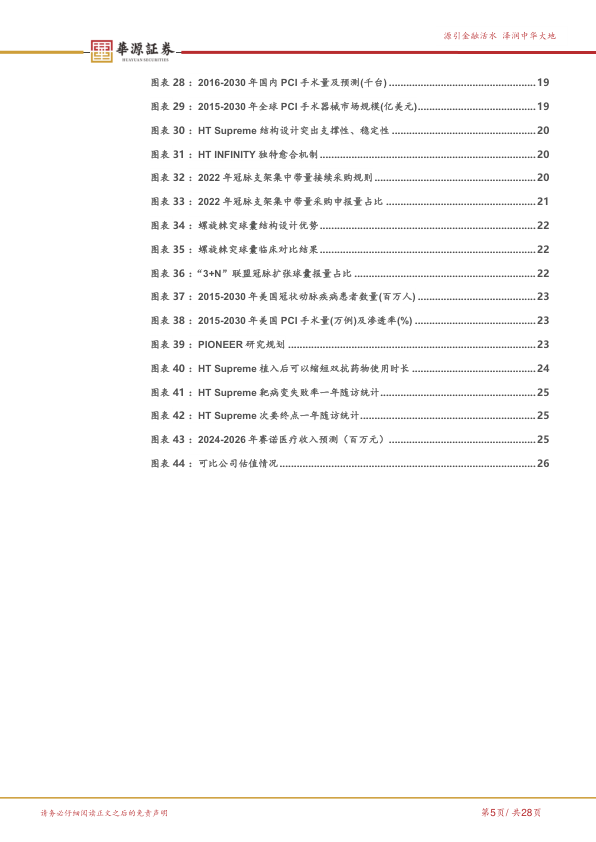 源引金融活水 泽润中华大地
華源証券
HUAYUAN SECURITIES
图表 28：2016-2030 年国内 PCI 手术量及预测(千台)......19
图表 29：2015-2030 年全球 PCI 手术器械市场规模(亿美元)......19
图表 30：HT Supreme 结构设计突出支撑性、稳定性......20
图表 31：HT INFINITY 独特愈合机制......20
图表 32：2022 年冠脉支架集中带量接续采购规则......20
图表 33：2022 年冠脉支架集中带量采购申报量占比......21
图表 34：螺旋棘突球囊结构设计优势......22
图表 35：螺旋棘突球囊临床对比结果......22
图表 36：“3+N”联盟冠脉扩张球囊报量占比......22
图表 37：2015-2030 年美国冠状动脉疾病患者数量(百万人)......23
图表 38：2015-2030 年美国 PCI 手术量(万例)及渗透率(%)......23
图表 39：PIONEER 研究规划......23
图表 40：HT Supreme 植入后可以缩短双抗药物使用时长......24
图表 41：HT Supreme 靶病变失败率一年随访统计......25
图表 42：HT Supreme 次要终点一年随访统计......25
图表 43：2024-2026 年赛诺医疗收入预测（百万元）......25
图表 44：可比公司估值情况......26
请务必仔细阅读正文之后的免责声明
第5页/ 共28页